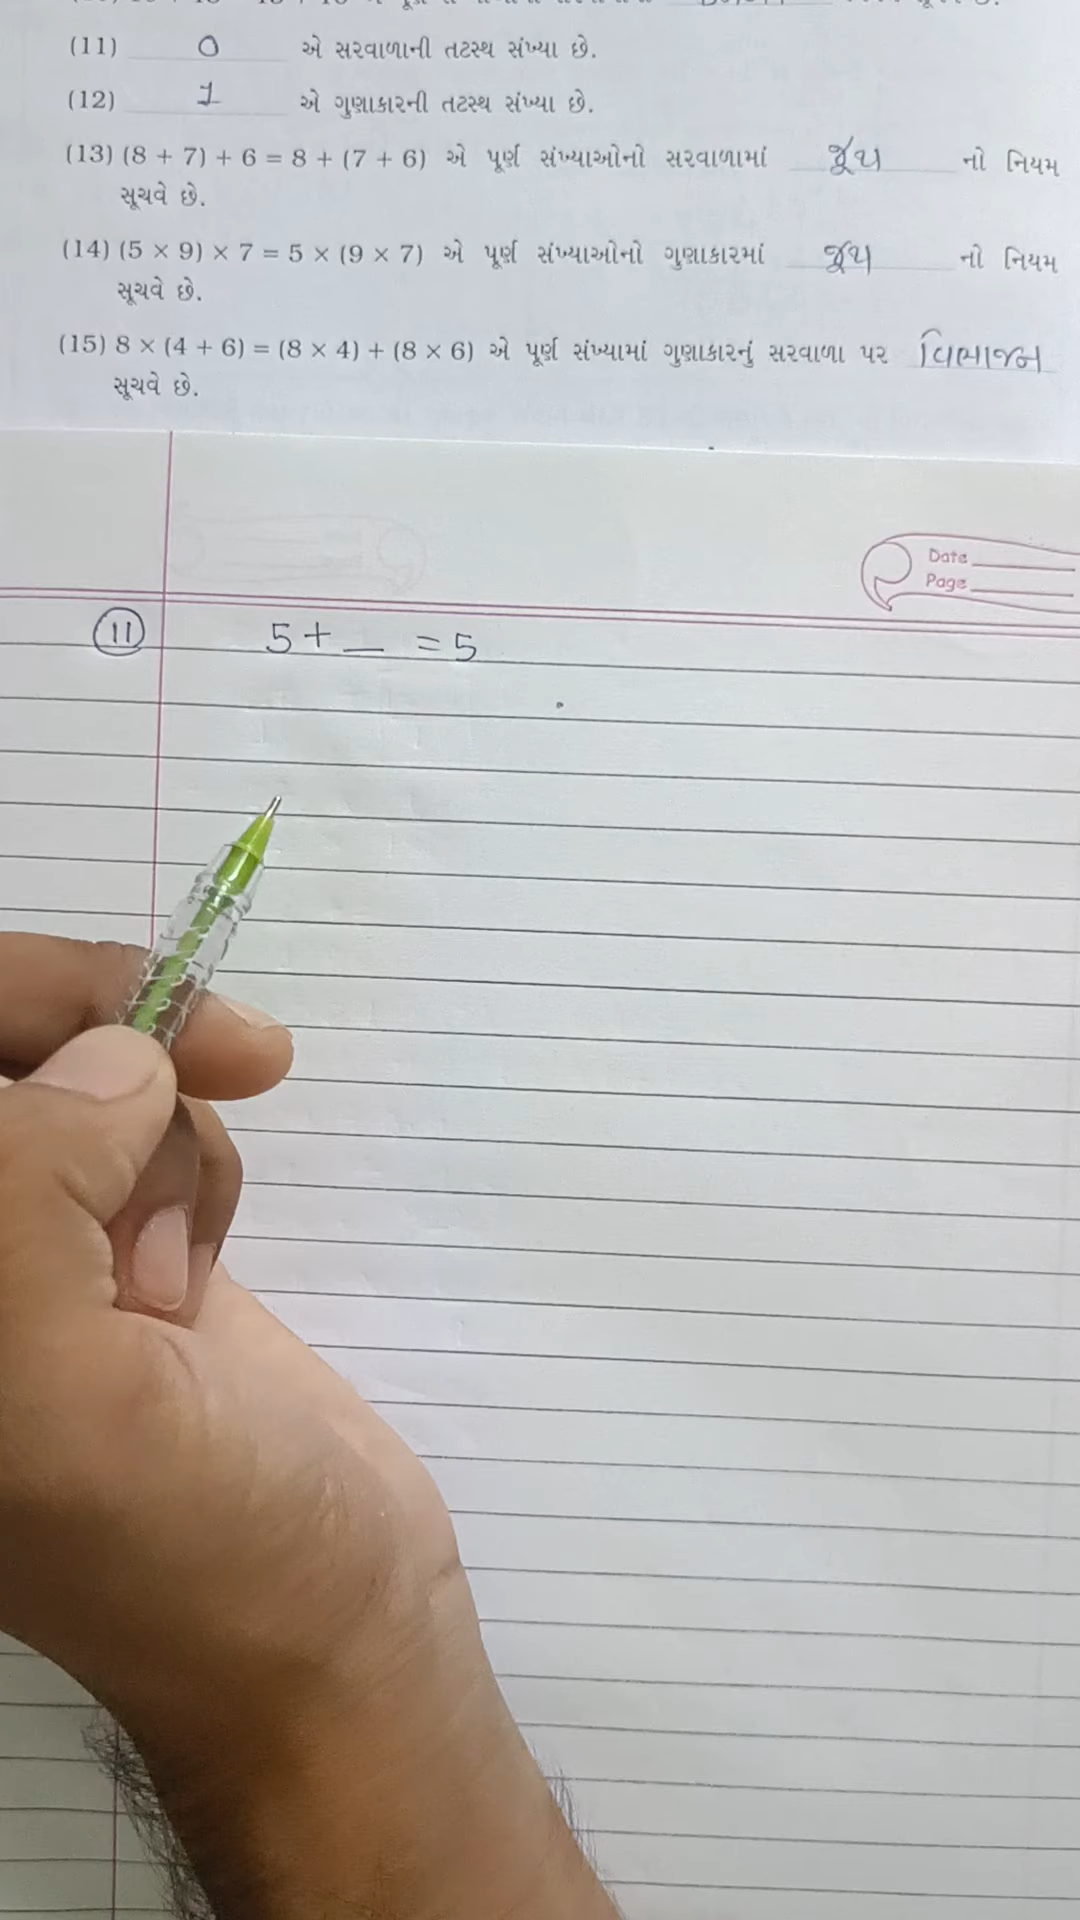 (11) 0 એ સરવાળાની તટસ્થ સંખ્યા છે.
(12) 1 એ ગુણાકારની તટસ્થ સંખ્યા છે.
(13) (8 + 7) + 6 = 8 + (7 + 6) એ પૂર્ણ સંખ્યાઓનો સરવાળામાં જૂથ નો નિયમ
સૂચવે છે.
(14) (5 × 9) × 7 = 5 × (9 × 7) એ પૂર્ણ સંખ્યાઓનો ગુણાકારમાં જૂથ નો નિયમ
સૂચવે છે.
(15) 8 × (4 + 6) = (8 × 4) + (8 × 6) એ પૂર્ણ સંખ્યામાં ગુણાકારનું સરવાળા પર વિભાજન
સૂચવે છે.
Date
Page
11 5 + _ = 5